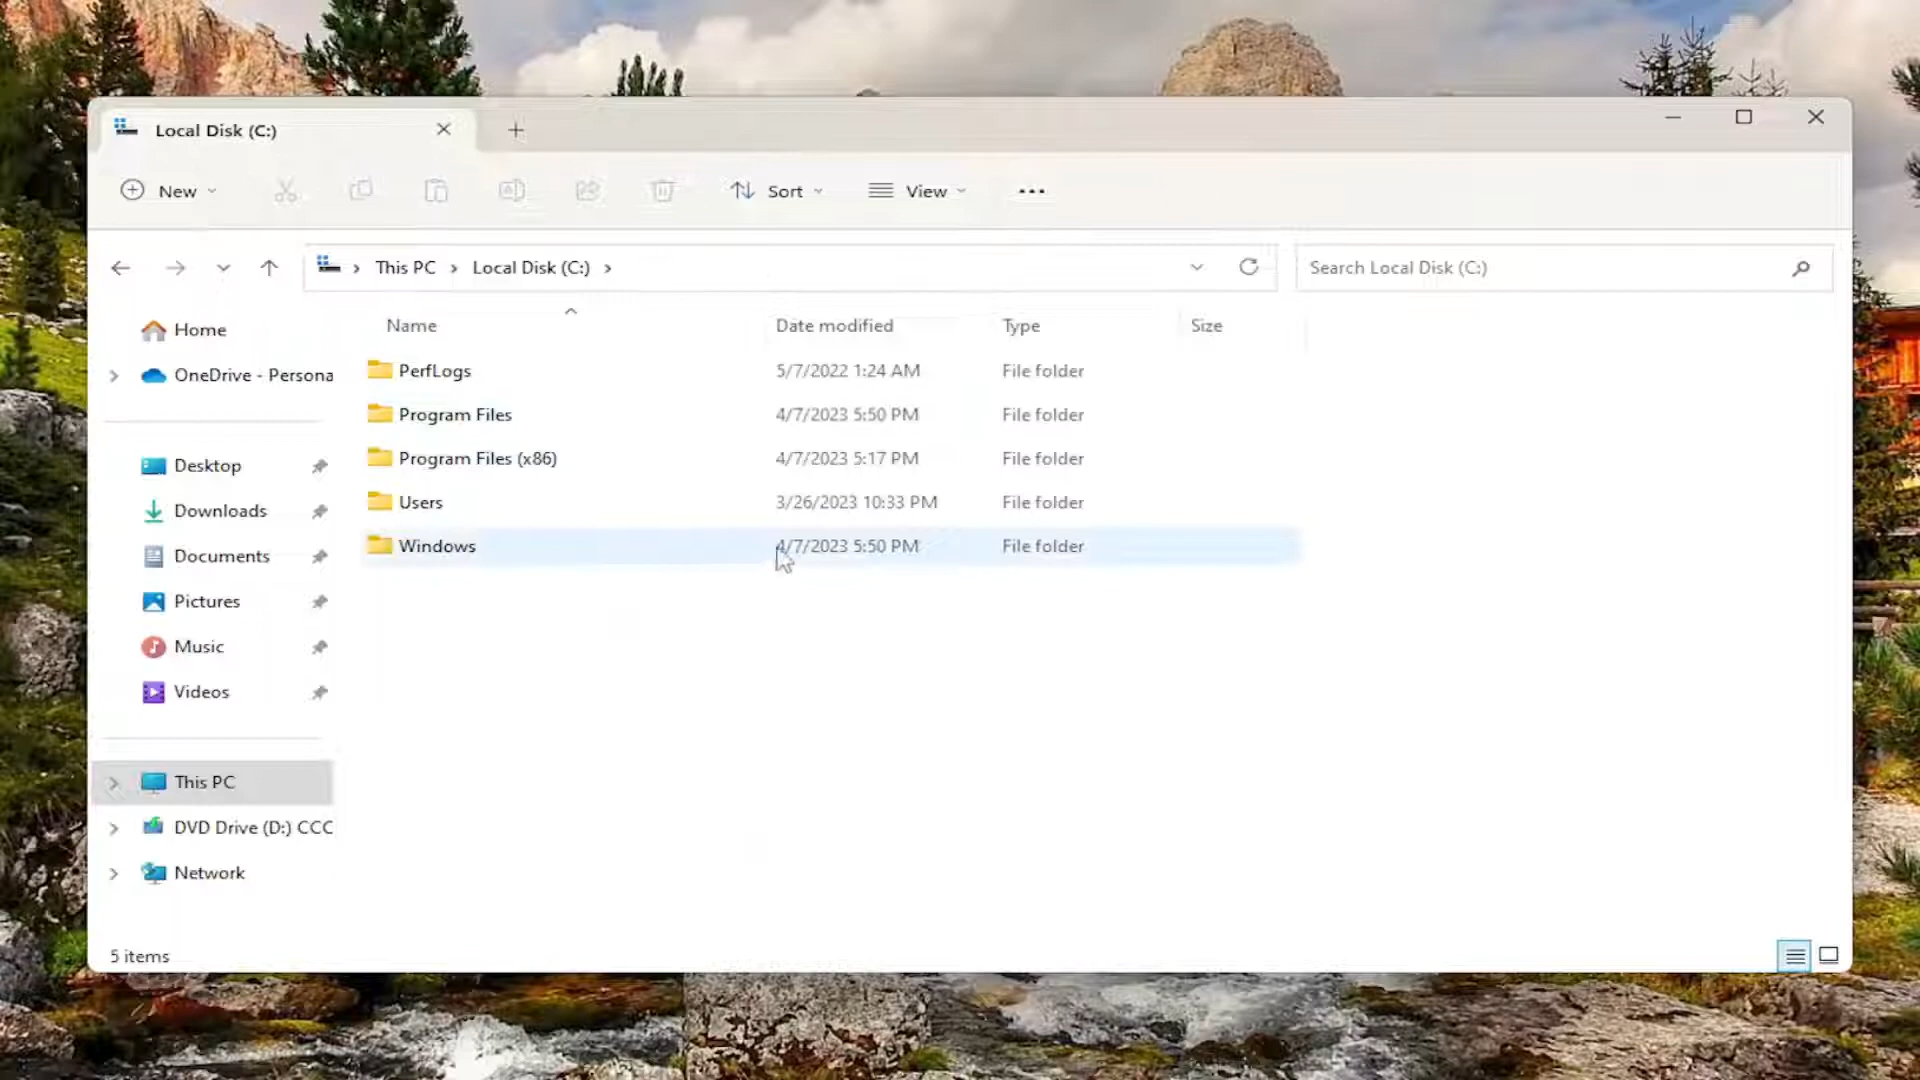 Local Disk (C:)
New Sort View
This PC Local Disk (C:) Search Local Disk (C:)
Name Date modified Type Size
Home
OneDrive - Persona
Desktop
Downloads
Documents
Pictures
Music
Videos
This PC
DVD Drive (D:) CCC
Network
PerfLogs 5/7/2022 1:24 AM File folder
Program Files 4/7/2023 5:50 PM File folder
Program Files (x86) 4/7/2023 5:17 PM File folder
Users 3/26/2023 10:33 PM File folder
Windows 4/7/2023 5:50 PM File folder
5 items